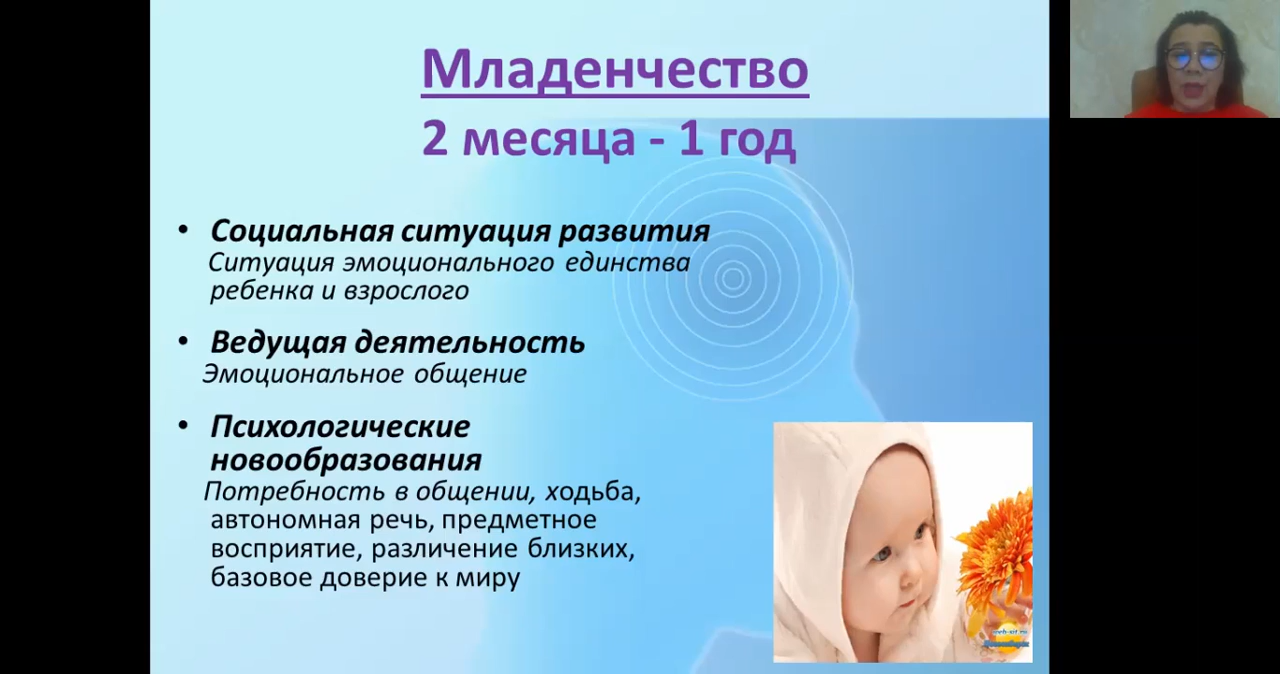 Младенчество
2 месяца - 1 год
• Социальная ситуация развития
Ситуация эмоционального единства
ребенка и взрослого
• Ведущая деятельность
Эмоциональное общение
• Психологические
новообразования
Потребность в общении, ходьба,
автономная речь, предметное
восприятие, различение близких,
базовое доверие к миру